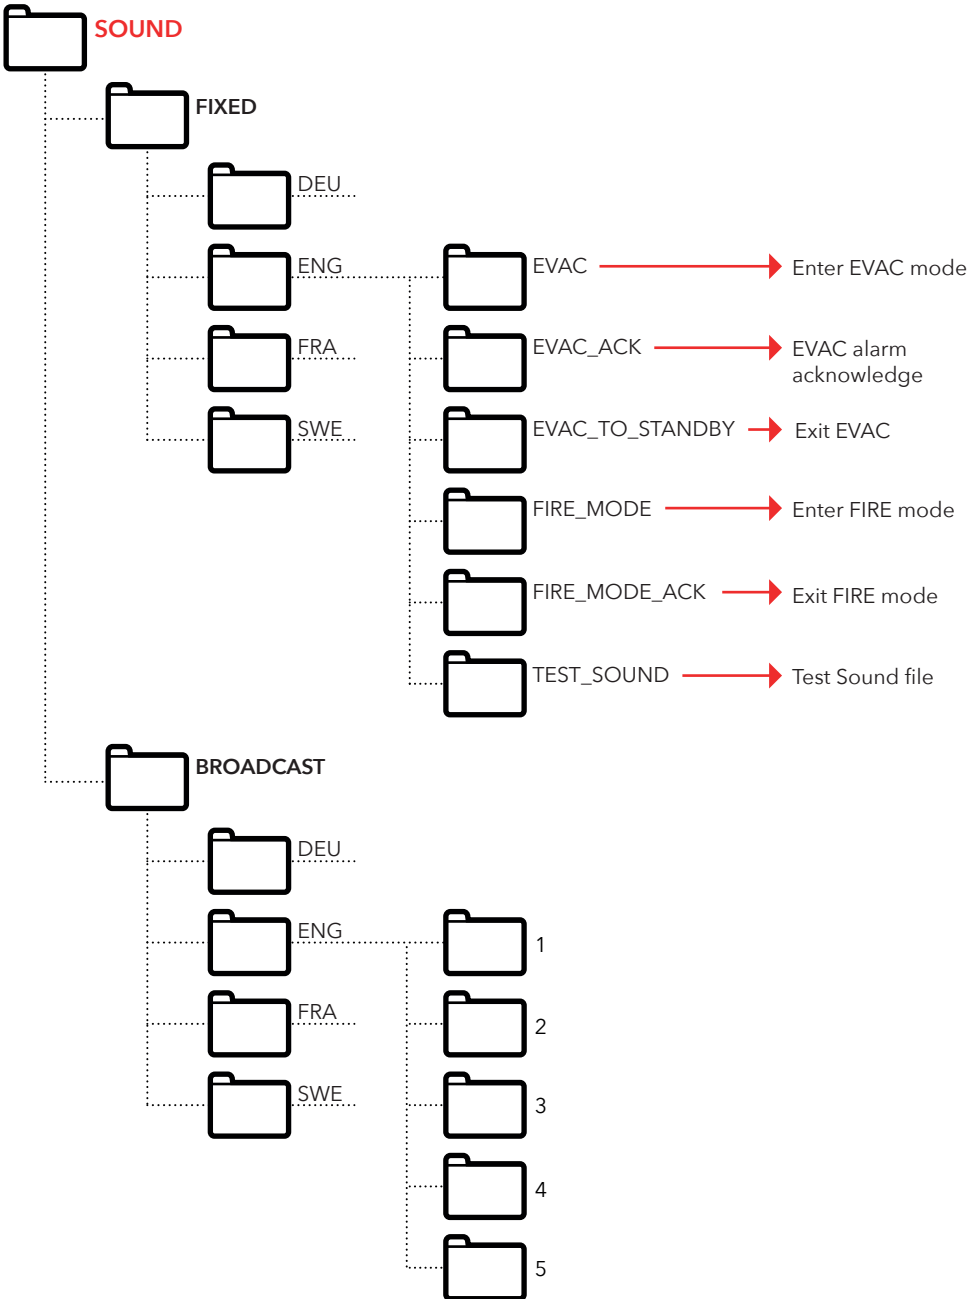 SOUND
FIXED
DEU
ENG
EVAC
Enter EVAC mode
FRA
EVAC_ACK
EVAC alarm
acknowledge
SWE
EVAC_TO_STANDBY
Exit EVAC
FIRE_MODE
Enter FIRE mode
FIRE_MODE_ACK
Exit FIRE mode
TEST_SOUND
Test Sound file
BROADCAST
DEU
ENG
1
FRA
2
SWE
3
4
5